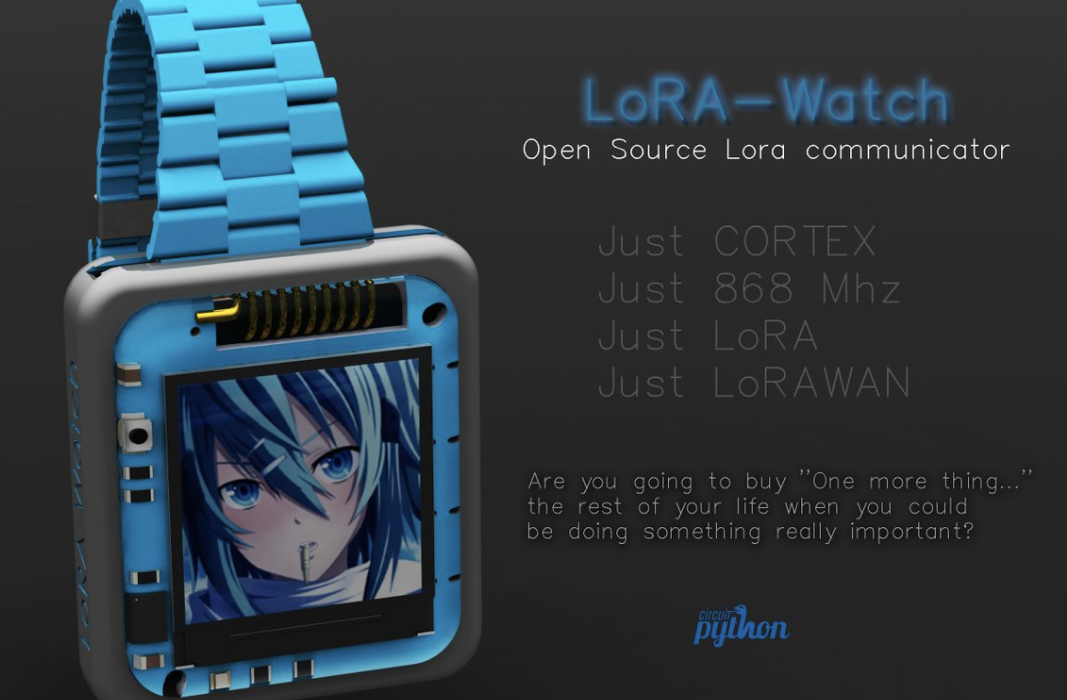 LoRA-Watch
Open Source Lora communicator
Just CORTEX
Just 868 Mhz
Just LoRA
Just LoRAWAN
Are you going to buy "One more thing..."
the rest of your life when you could
be doing something really important?
circuit
python
LoRA-Watch